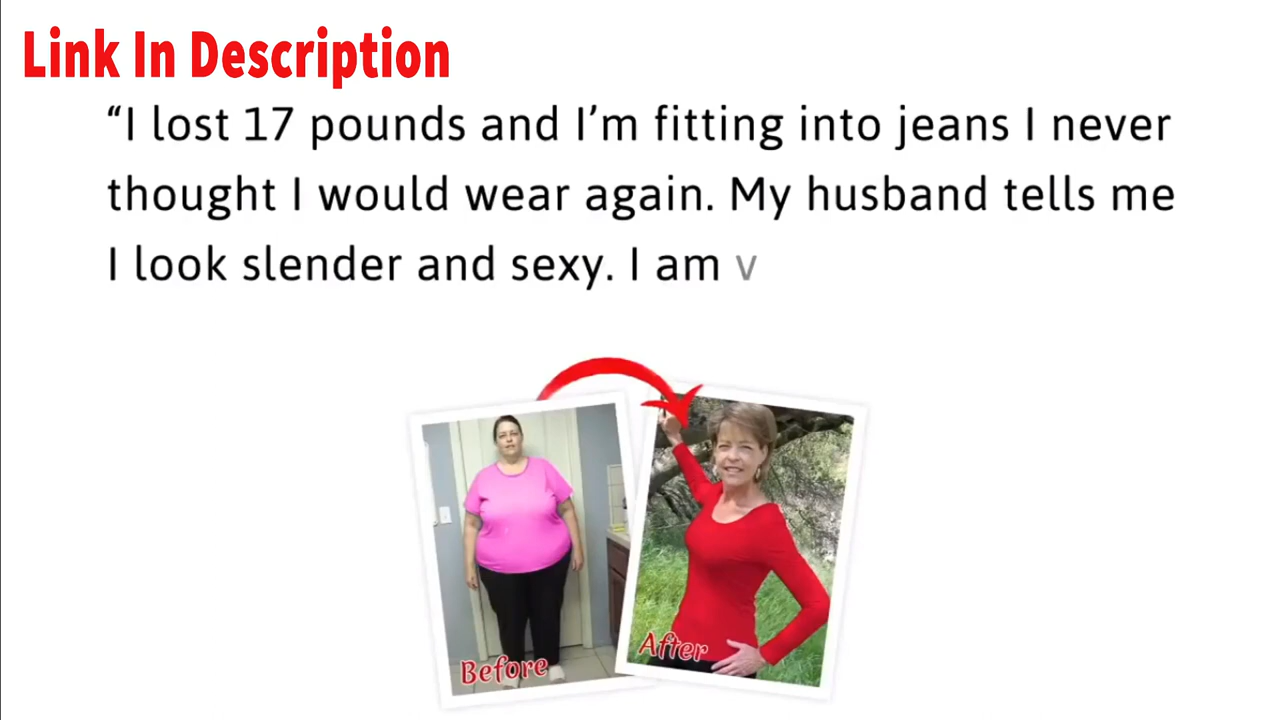 Link In Description
“I lost 17 pounds and I’m fitting into jeans I never
thought I would wear again. My husband tells me
I look slender and sexy. I am v
Before
After